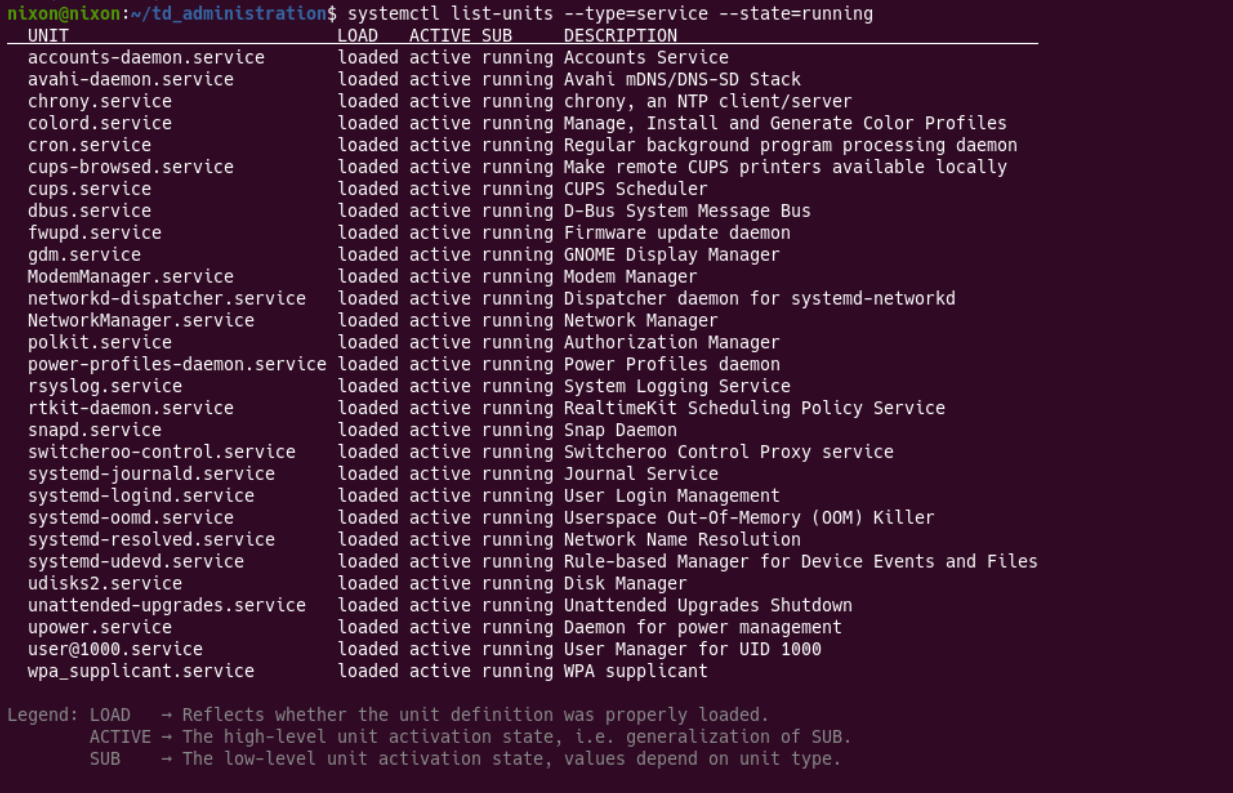 nixon@nixon:~/td_administration$ systemctl list-units --type=service --state=running
  UNIT                          LOAD   ACTIVE SUB     DESCRIPTION
  accounts-daemon.service       loaded active running Accounts Service
  avahi-daemon.service          loaded active running Avahi mDNS/DNS-SD Stack
  chrony.service                loaded active running chrony, an NTP client/server
  colord.service                loaded active running Manage, Install and Generate Color Profiles
  cron.service                  loaded active running Regular background program processing daemon
  cups-browsed.service          loaded active running Make remote CUPS printers available locally
  cups.service                  loaded active running CUPS Scheduler
  dbus.service                  loaded active running D-Bus System Message Bus
  fwupd.service                 loaded active running Firmware update daemon
  gdm.service                   loaded active running GNOME Display Manager
  ModemManager.service          loaded active running Modem Manager
  networkd-dispatcher.service   loaded active running Dispatcher daemon for systemd-networkd
  NetworkManager.service        loaded active running Network Manager
  polkit.service                loaded active running Authorization Manager
  power-profiles-daemon.service loaded active running Power Profiles daemon
  rsyslog.service               loaded active running System Logging Service
  rtkit-daemon.service          loaded active running RealtimeKit Scheduling Policy Service
  snapd.service                 loaded active running Snap Daemon
  switcheroo-control.service    loaded active running Switcheroo Control Proxy service
  systemd-journald.service      loaded active running Journal Service
  systemd-logind.service        loaded active running User Login Management
  systemd-oomd.service          loaded active running Userspace Out-Of-Memory (OOM) Killer
  systemd-resolved.service      loaded active running Network Name Resolution
  systemd-udevd.service         loaded active running Rule-based Manager for Device Events and Files
  udisks2.service               loaded active running Disk Manager
  unattended-upgrades.service   loaded active running Unattended Upgrades Shutdown
  upower.service                loaded active running Daemon for power management
  user@1000.service             loaded active running User Manager for UID 1000
  wpa_supplicant.service        loaded active running WPA supplicant

Legend: LOAD   → Reflects whether the unit definition was properly loaded.
        ACTIVE → The high-level unit activation state, i.e. generalization of SUB.
        SUB    → The low-level unit activation state, values depend on unit type.